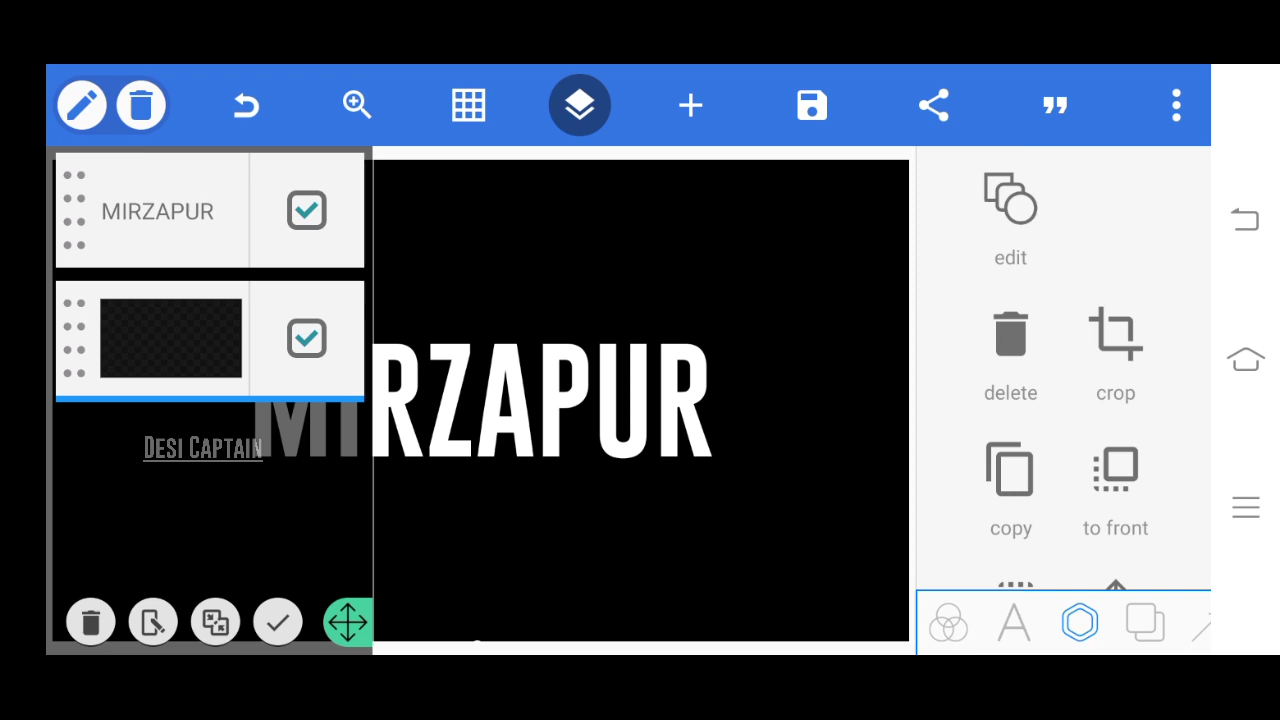 MIRZAPUR
MIRZAPUR
Desi Captain
edit
delete
crop
copy
to front